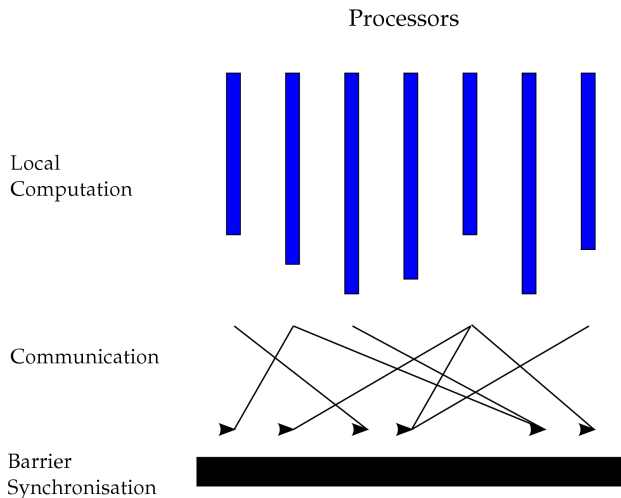 Processors
Local
Computation
Communication
Barrier
Synchronisation